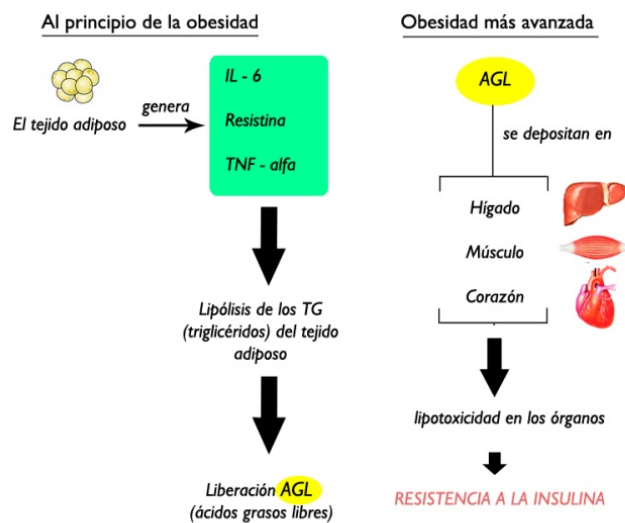 Al principio de la obesidad
El tejido adiposo
genera
IL - 6
Resistina
TNF - alfa
Lipólisis de los TG
(triglicéridos) del tejido
adiposo
Liberación AGL
(ácidos grasos libres)
Obesidad más avanzada
AGL
se depositan en
Hígado
Músculo
Corazón
lipotoxicidad en los órganos
RESISTENCIA A LA INSULINA